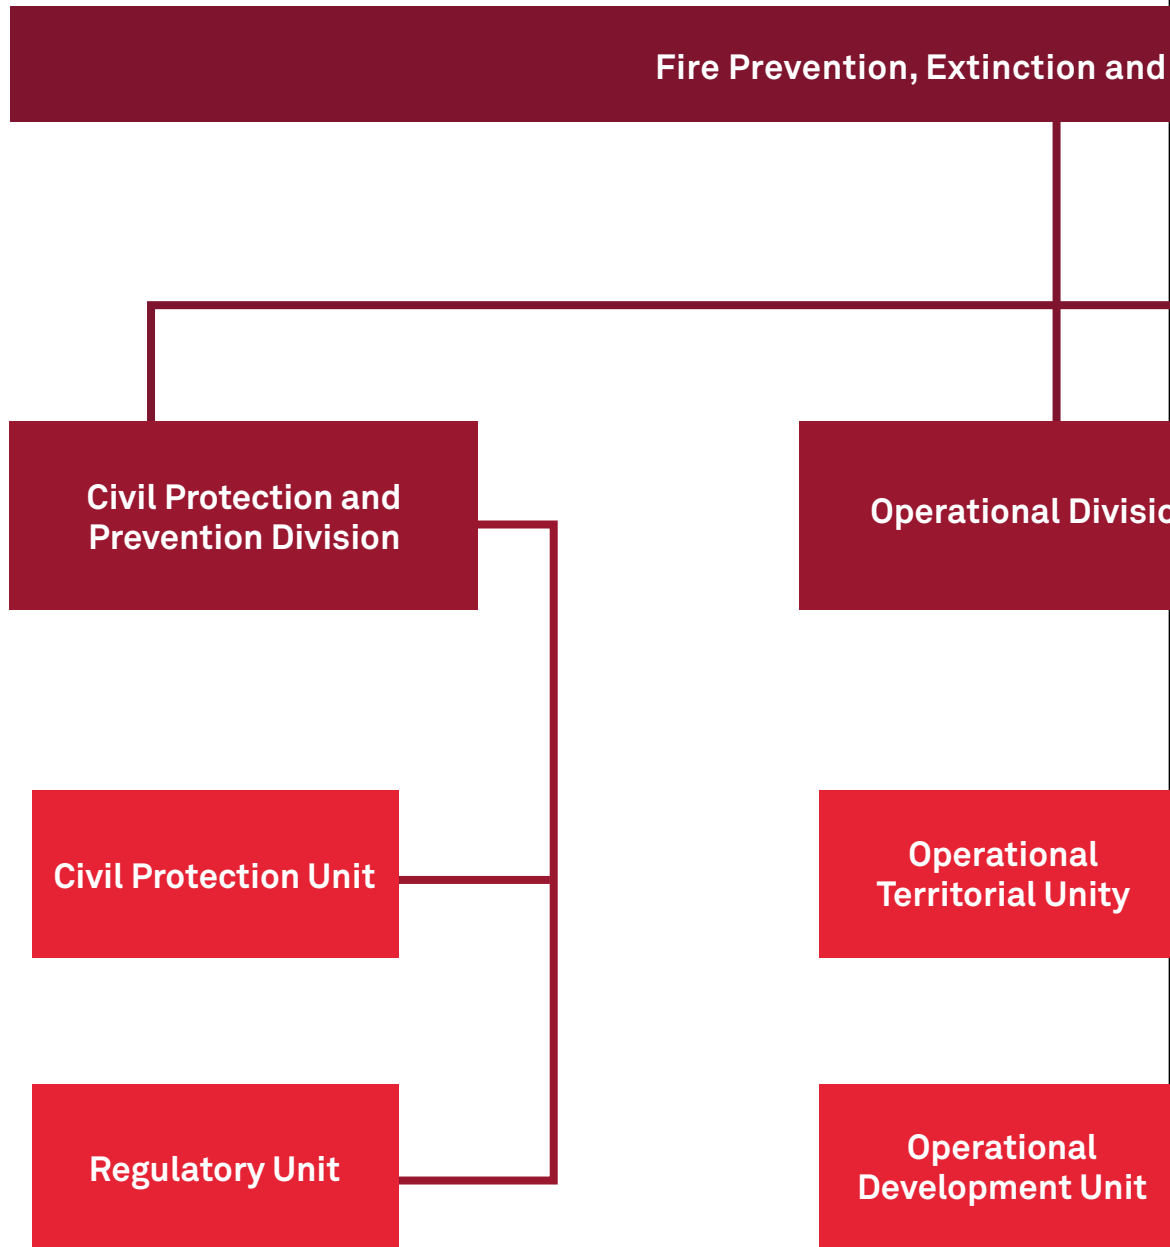 Fire Prevention, Extinction and
Civil Protection and
Prevention Division
Operational Divisio
Civil Protection Unit
Operational
Territorial Unity
Regulatory Unit
Operational
Development Unit